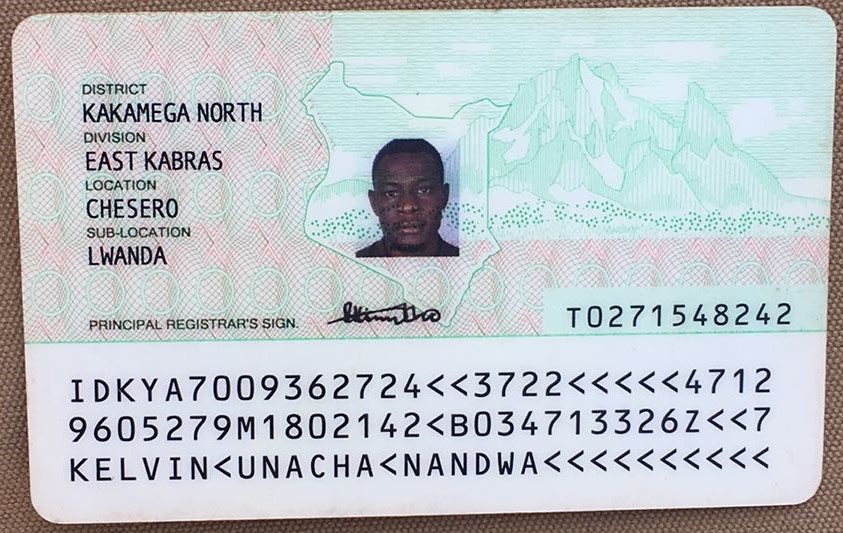 DISTRICT
KAKAMEGA NORTH
DIVISION
EAST KABRAS
LOCATION
CHESERO
SUB-LOCATION
LWANDA
PRINCIPAL REGISTRAR'S SIGN.
T0271548242
IDKYA7009362724<<3722<<<<<4712
9605279M1802142<B034713326Z<<7
KELVIN<UNACHA<NANDWA<<<<<<<<<<